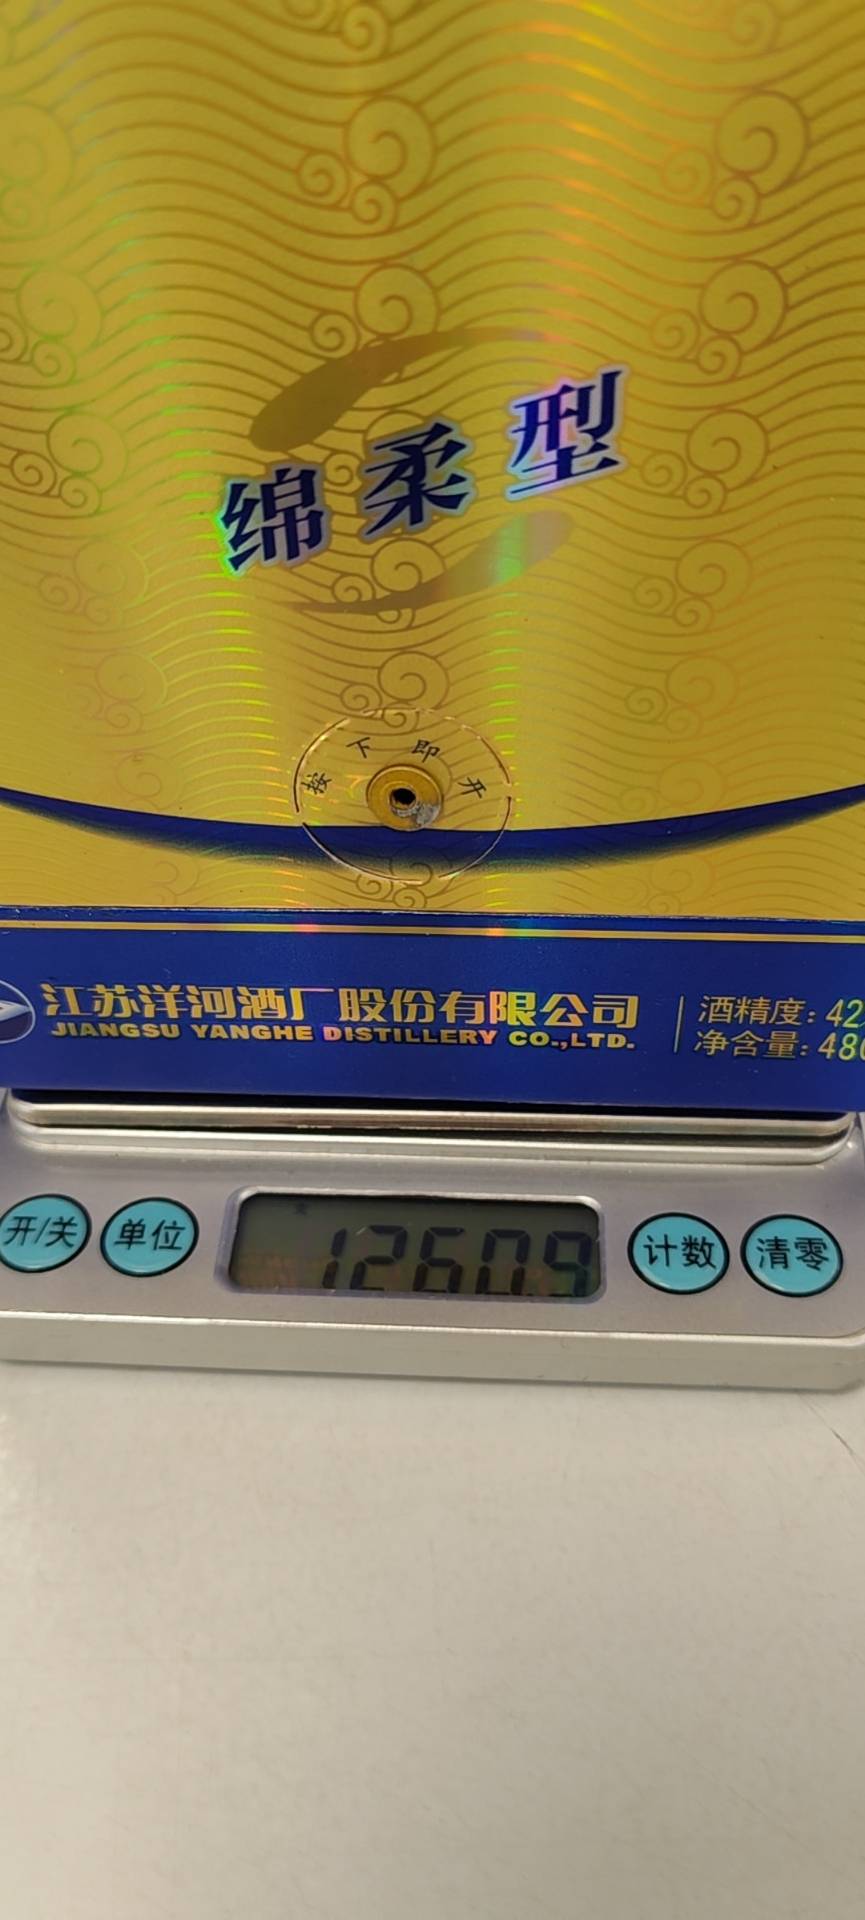 绵柔型
按下即开
江苏洋河酒厂股份有限公司
JIANGSU YANGHE DISTILLERY CO.,LTD.
酒精度：42
净含量：480
开/关
单位
1260.9
计数
清零